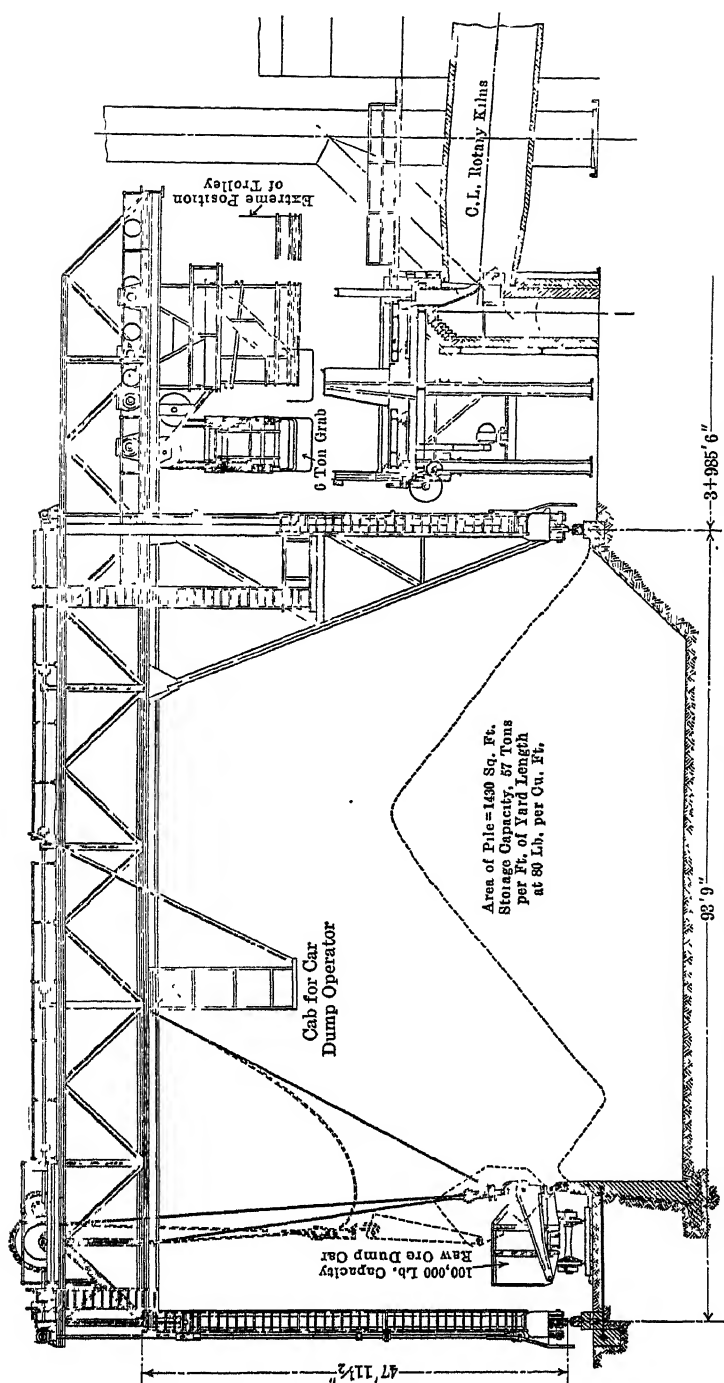 C.L. Rotary Kilns
Extreme Position
of Trolley
6 Ton Grab
3+985'6"
Area of Pile=1430 Sq. Ft.
Storage Capacity, 57 Tons
per Ft. of Yard Length
at 80 Lb. per Cu. Ft.
93'9"
Cab for Car
Dump Operator
100,000 Lb. Capacity
Raw Ore Dump Car
47'11½"